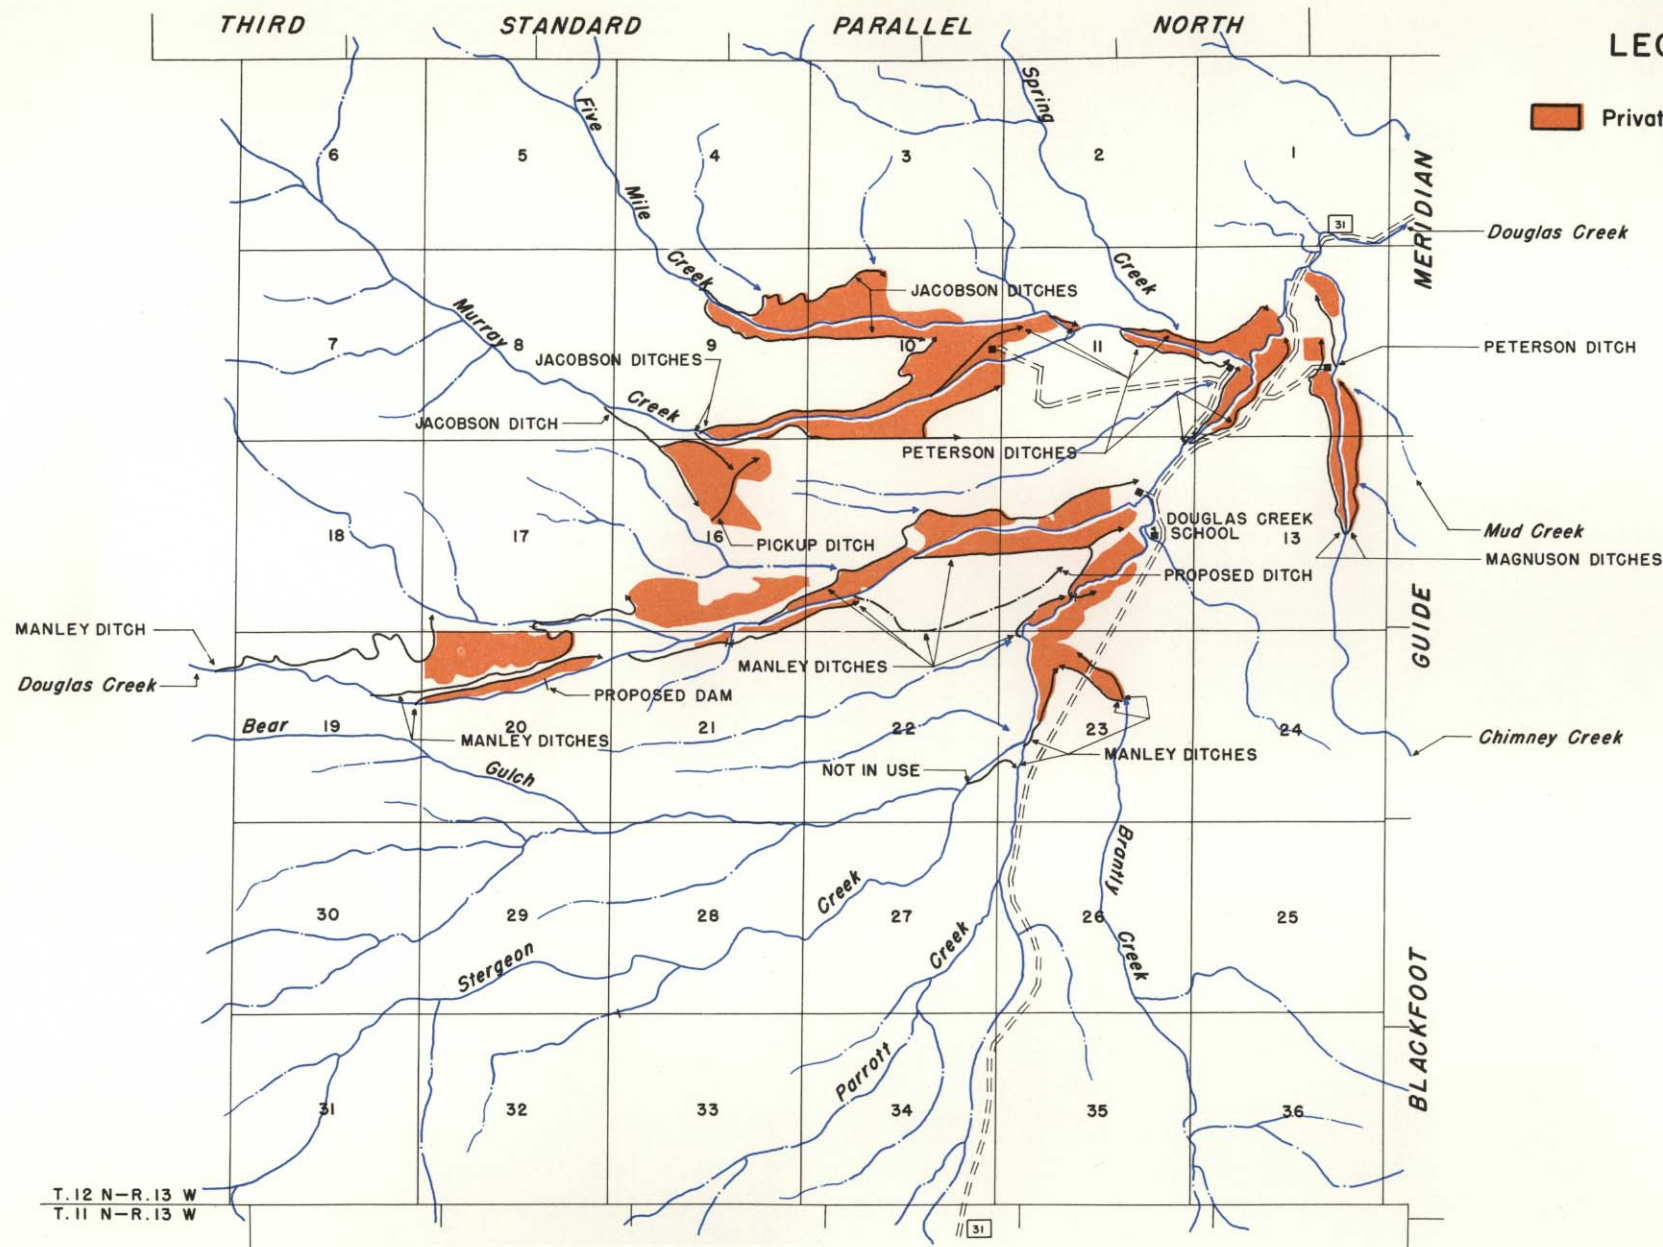 THIRD STANDARD PARALLEL NORTH
LEG
Privat
Spring
Five
6 5 4 3 2 1
MERIDIAN
Mile
31
Douglas Creek
Creek
Creek
JACOBSON DITCHES
Murray
7 8 9 10 11
PETERSON DITCH
JACOBSON DITCHES
Creek
JACOBSON DITCH
PETERSON DITCHES
DOUGLAS CREEK
SCHOOL
18 17 16 13
Mud Creek
PICKUP DITCH
MAGNUSON DITCHES
PROPOSED DITCH
GUIDE
MANLEY DITCH
MANLEY DITCHES
Douglas Creek
PROPOSED DAM
Bear 19 20 21 22 23 24
MANLEY DITCHES
Chimney Creek
MANLEY DITCHES
Gulch
NOT IN USE
Brantly
Creek
30 29 28 27 26 25
Creek
Creek
Stergeon
BLACKFOOT
Parrott
31 32 33 34 35 36
T.12 N–R.13 W
T.11 N–R.13 W
31